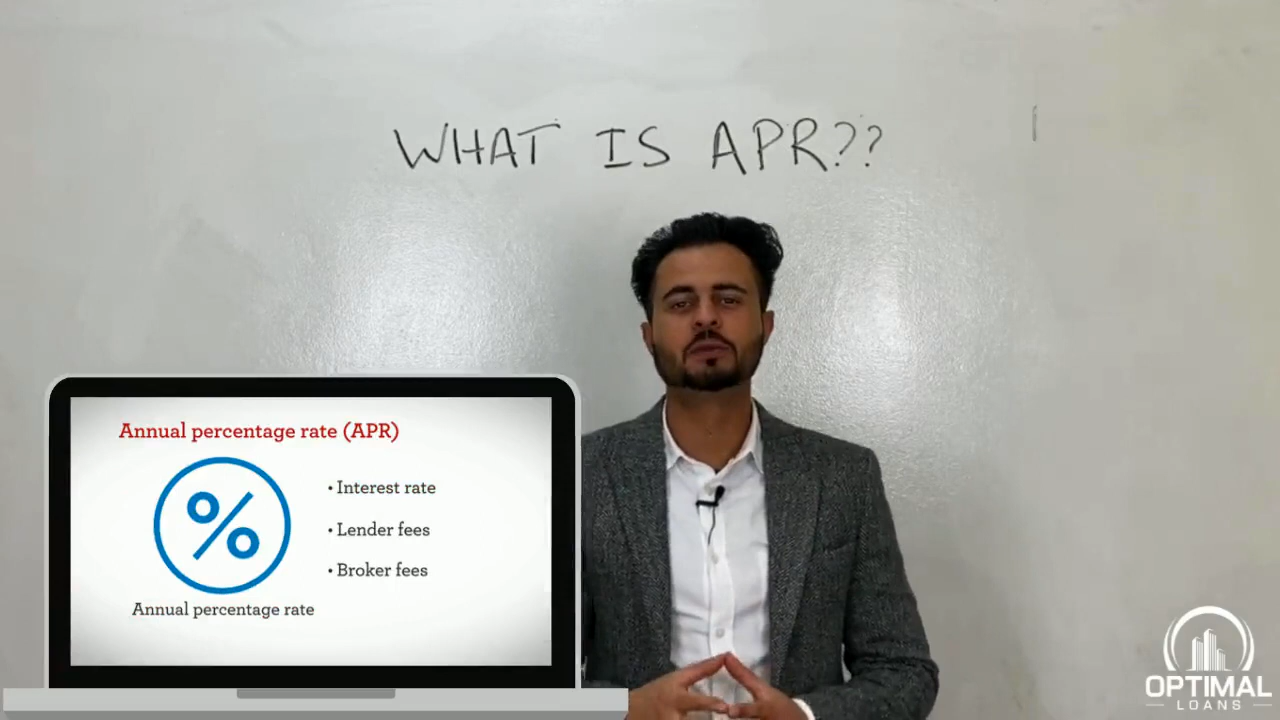 WHAT IS APR??
Annual percentage rate (APR)
%
• Interest rate
• Lender fees
• Broker fees
Annual percentage rate
OPTIMAL
LOANS